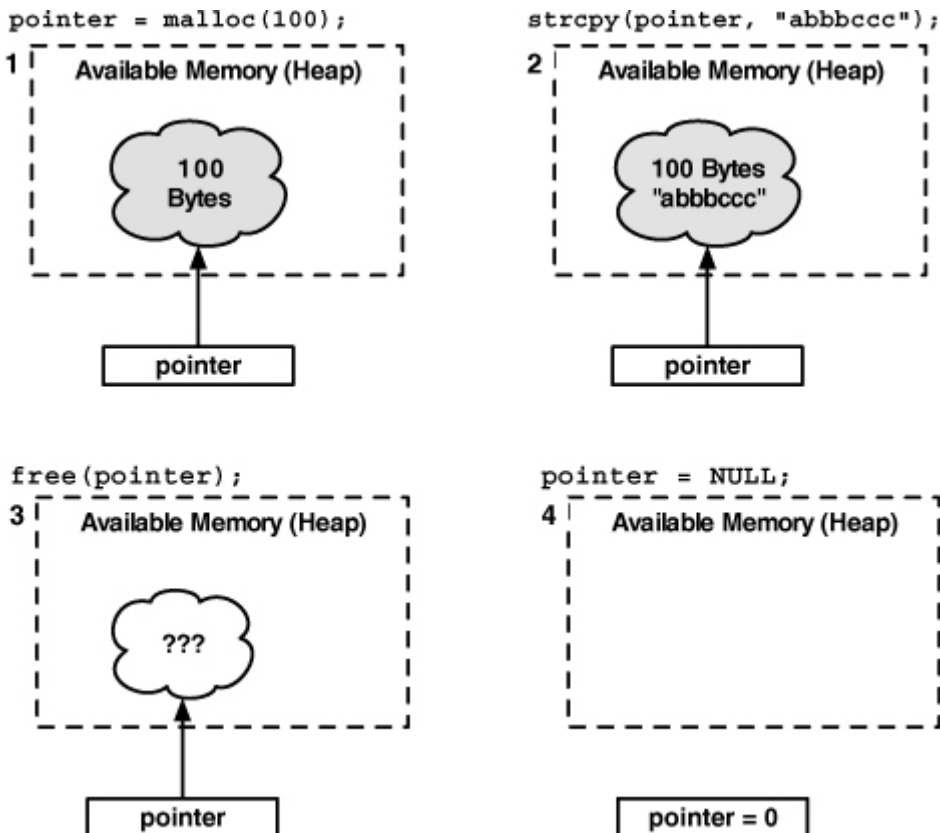 pointer = malloc(100);
1 Available Memory (Heap)
100
Bytes
pointer
strcpy(pointer, "abbbccc");
2 Available Memory (Heap)
100 Bytes
"abbbccc"
pointer
free(pointer);
3 Available Memory (Heap)
???
pointer
pointer = NULL;
4 Available Memory (Heap)
pointer = 0